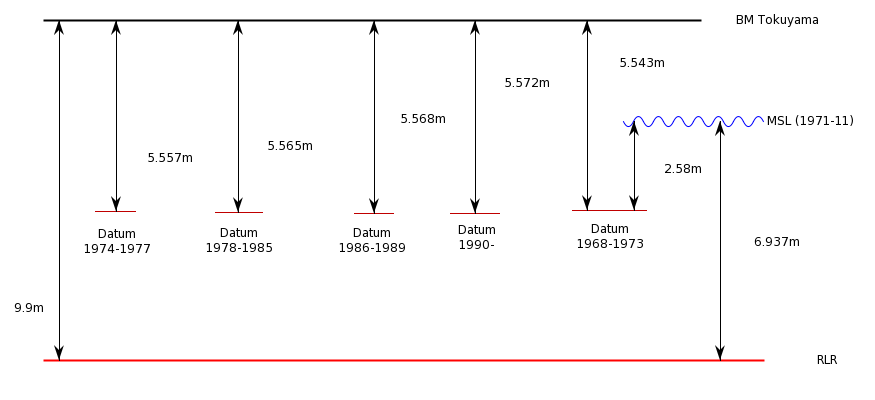 BM Tokuyama
5.543m
5.572m
5.568m
MSL (1971-11)
5.565m
5.557m
2.58m
Datum
1974-1977
Datum
1978-1985
Datum
1986-1989
Datum
1990-
Datum
1968-1973
6.937m
9.9m
RLR